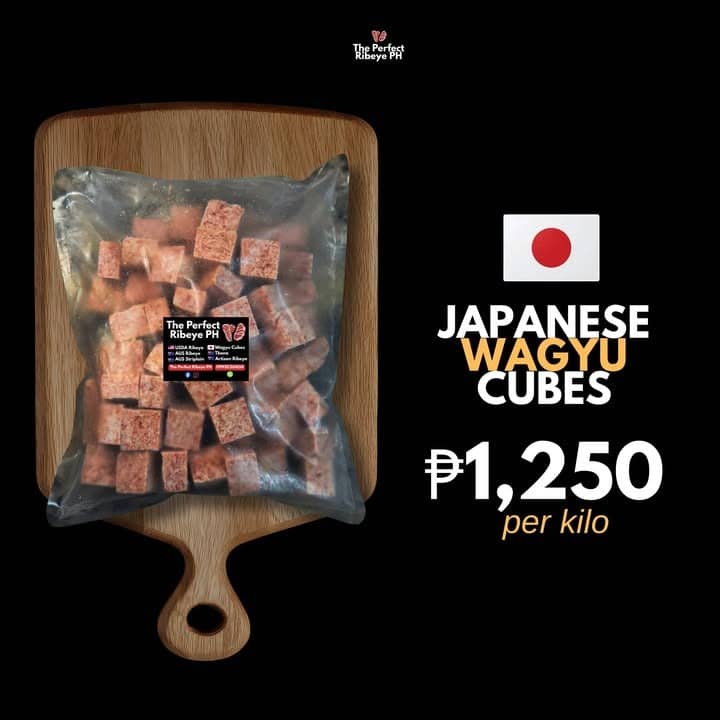 The Perfect
Ribeye PH
The Perfect
Ribeye PH
USDA Ribeye
Wagyu Cubes
AUS Ribeye
AUS Striploin
Artisan Ribeye
The Perfect Ribeye PH
JAPANESE
WAGYU
CUBES
₱1,250
per kilo